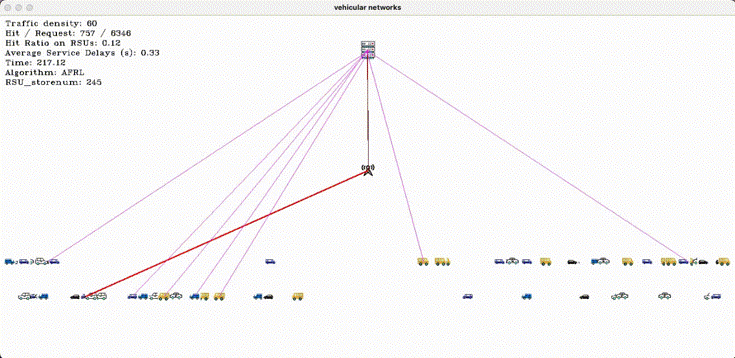 vehicular networks
Traffic density: 60
Hit / Request: 757 / 6346
Hit Ratio on RSUs: 0.12
Average Service Delays (s): 0.33
Time: 217.12
Algorithm: AFRL
RSU_storenum: 245